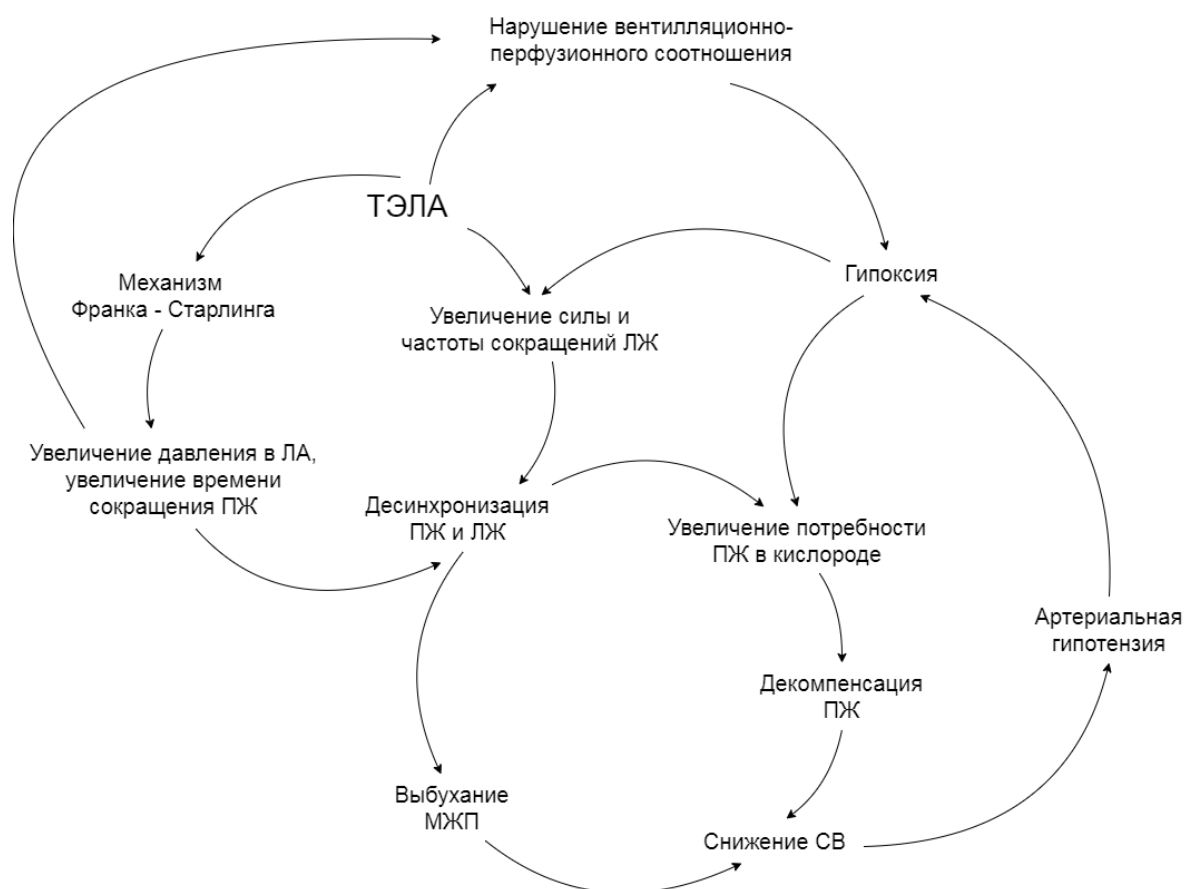 Нарушение вентилляционно-
перфузионного соотношения
ТЭЛА
Механизм
Франка - Старлинга
Гипоксия
Увеличение силы и
частоты сокращений ЛЖ
Увеличение давления в ЛА,
увеличение времени
сокращения ПЖ
Десинхронизация
ПЖ и ЛЖ
Увеличение потребности
ПЖ в кислороде
Артериальная
гипотензия
Декомпенсация
ПЖ
Выбухание
МЖП
Снижение СВ